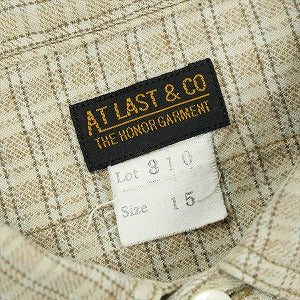 AT LAST & CO
THE HONOR GARMENT
Lot 310
Size 15